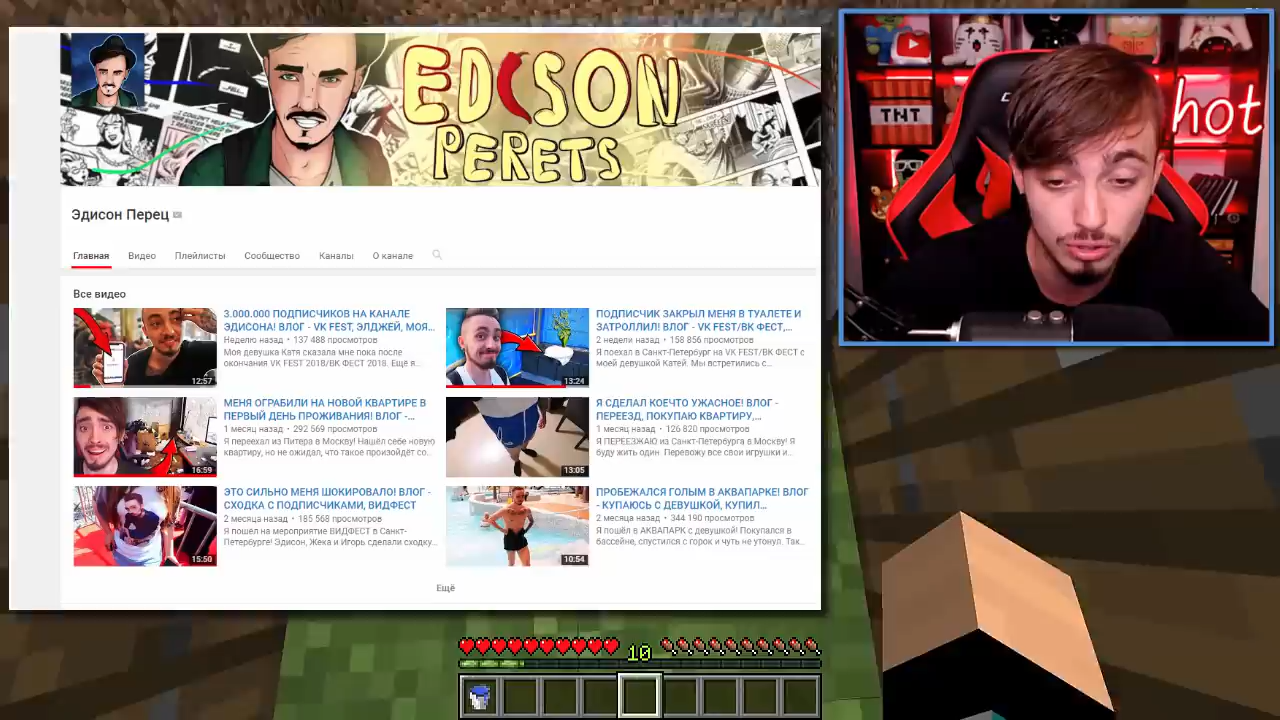 EDISON
PERETS
Эдисон Перец
Главная Видео Плейлисты Сообщество Каналы О канале
Все видео
3.000.000 ПОДПИСЧИКОВ НА КАНАЛЕ
ЭДИСОНА! ВЛОГ - VK FEST, ЭЛДЖЕЙ, МОЯ...
Неделю назад • 137 488 просмотров
Моя девушка Катя сказала мне пока после
окончания VK FEST 2018/ВК ФЕСТ 2018. Еще я...
12:57
ПОДПИСЧИК ЗАКРЫЛ МЕНЯ В ТУАЛЕТЕ И
ЗАТРОЛЛИЛ! ВЛОГ - VK FEST/ВК ФЕСТ,...
2 недели назад • 158 856 просмотров
Я поехал в Санкт-Петербург на VK FEST/ВК ФЕСТ с
моей девушкой Катей. Мы встретились с...
13:24
МЕНЯ ОГРАБИЛИ НА НОВОЙ КВАРТИРЕ В
ПЕРВЫЙ ДЕНЬ ПРОЖИВАНИЯ! ВЛОГ -...
1 месяц назад • 292 569 просмотров
Я переехал из Питера в Москву! Нашёл себе новую
квартиру, но не ожидал, что такое произойдёт со...
16:59
Я СДЕЛАЛ КОЕЧТО УЖАСНОЕ! ВЛОГ -
ПЕРЕЕЗД, ПОКУПАЮ КВАРТИРУ,...
1 месяц назад • 126 820 просмотров
Я ПЕРЕЕЗЖАЮ из Санкт-Петербурга в Москву! Я
буду жить один. Перевожу все свои игрушки и...
13:05
ЭТО СИЛЬНО МЕНЯ ШОКИРОВАЛО! ВЛОГ -
СХОДКА С ПОДПИСЧИКАМИ, ВИДФЕСТ
2 месяца назад • 185 568 просмотров
Я пошёл на мероприятие ВИДФЕСТ в Санкт-
Петербурге! Эдисон, Жека и Игорь сделали сходку...
15:50
ПРОБЕЖАЛСЯ ГОЛЫМ В АКВАПАРКЕ! ВЛОГ
- КУПАЮСЬ С ДЕВУШКОЙ, КУПИЛ...
2 месяца назад • 344 190 просмотров
Я пошёл в АКВАПАРК с девушкой! Покупался в
бассейне, спустился с горок и чуть не утонул. Так...
10:54
Ещё
TNT
hot
10